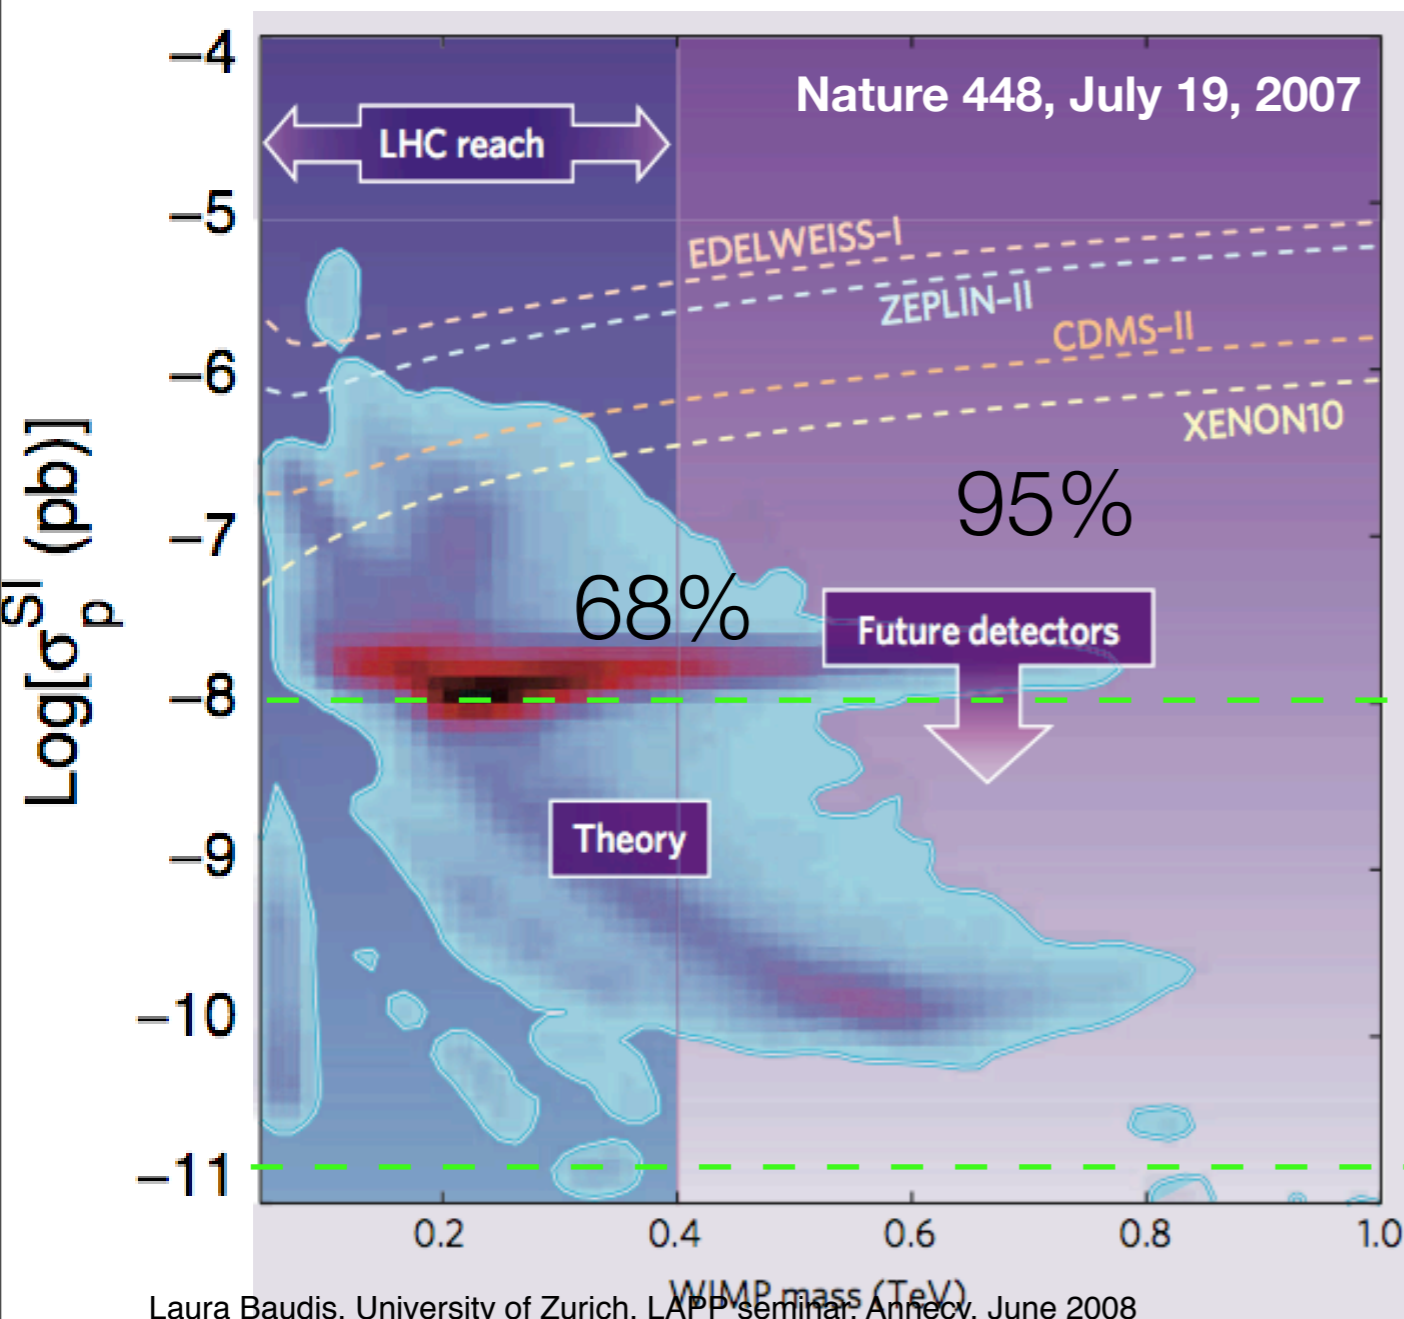 Nature 448, July 19, 2007
LHC reach
EDELWEISS-I
ZEPLIN-II
CDMS-II
XENON10
95%
68%
Future detectors
Theory
Log[σ_p^SI (pb)]
−4
−5
−6
−7
−8
−9
−10
−11
0.2 0.4 0.6 0.8 1.0
WIMP mass (TeV)
Laura Baudis, University of Zurich, LAPP seminar, Annecy, June 2008